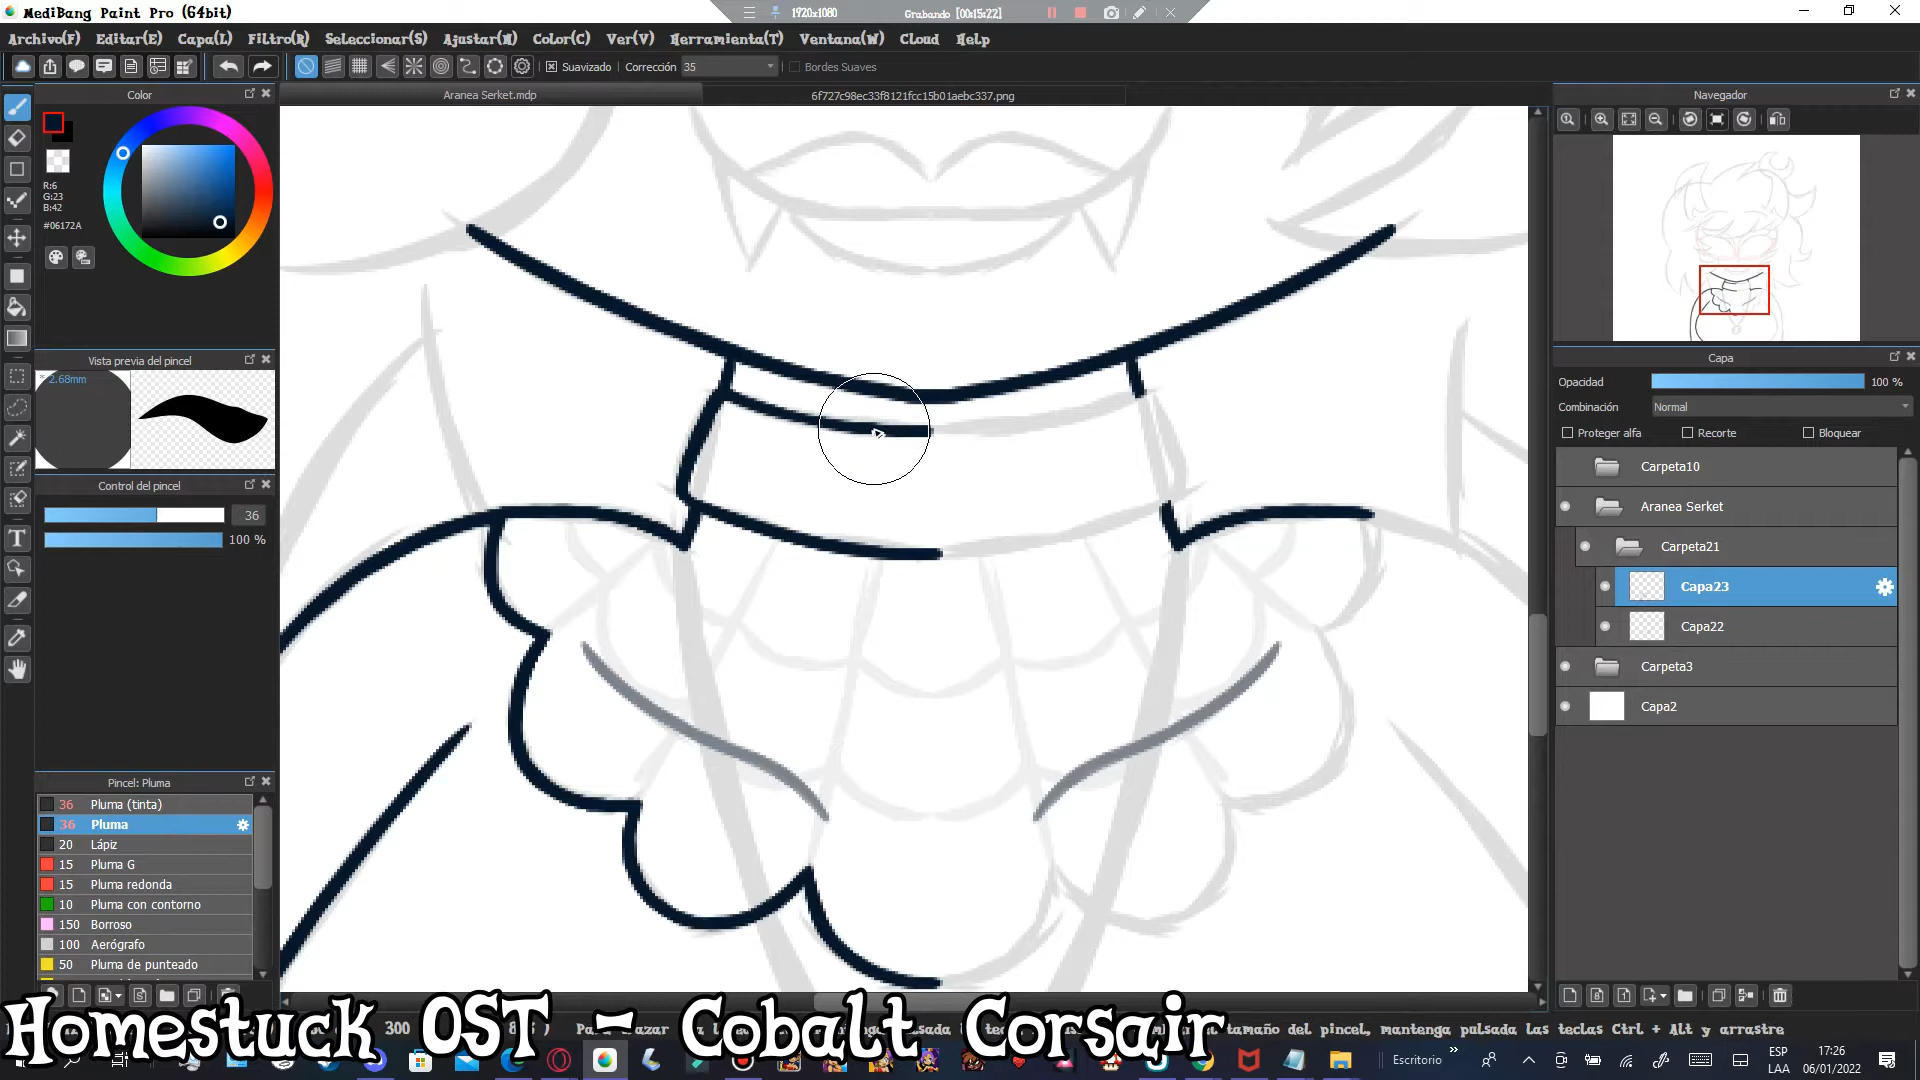 MediBang Paint Pro (64bit)
1920x1080
Grabando [00:15:22]
Archivo(F) Editar(E) Capa(L) Filtro(R) Seleccionar(S) Ajustar(M) Color(C) Ver(V) Herramienta(T) Ventana(W) Cloud Help
Suavizado Corrección 35 Bordes Suaves
Color
Aranea Serket.mdp
6f727c98ec33f8121fcc15b01aebc337.png
Navegador
R:6
G:23
B:42
#06172A
Vista previa del pincel
2.68mm
Capa
Opacidad 100 %
Combinación Normal
Proteger alfa Recorte Bloquear
Carpeta10
Aranea Serket
Carpeta21
Capa23
Capa22
Carpeta3
Capa2
Control del pincel
36
100 %
Pincel: Pluma
36 Pluma (tinta)
36 Pluma
20 Lápiz
15 Pluma G
15 Pluma redonda
10 Pluma con contorno
150 Borroso
100 Aerógrafo
50 Pluma de punteado
Homestuck OST - Cobalt Corsair
300
tamaño del pincel, mantenga pulsada las teclas Ctrl + Alt y arrastre
Escritorio
ESP
LAA
17:26
06/01/2022